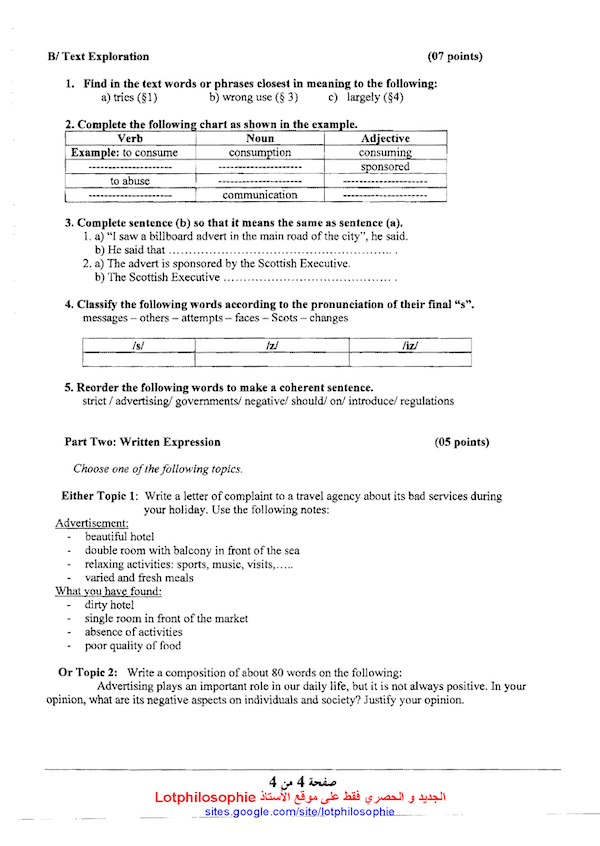 B/ Text Exploration (07 points)
1. Find in the text words or phrases closest in meaning to the following:
a) tries (§1) b) wrong use (§ 3) c) largely (§4)
2. Complete the following chart as shown in the example.
Verb Noun Adjective
Example: to consume consumption consuming
---------------------- ---------------------- sponsored
to abuse ---------------------- ----------------------
---------------------- communication ----------------------
3. Complete sentence (b) so that it means the same as sentence (a).
1. a) “I saw a billboard advert in the main road of the city”, he said.
b) He said that ……………………………………………….. .
2. a) The advert is sponsored by the Scottish Executive.
b) The Scottish Executive …………………………………… .
4. Classify the following words according to the pronunciation of their final “s”.
messages – others – attempts – faces – Scots – changes
/s/ /z/ /iz/
5. Reorder the following words to make a coherent sentence.
strict / advertising/ governments/ negative/ should/ on/ introduce/ regulations
Part Two: Written Expression (05 points)
Choose one of the following topics.
Either Topic 1: Write a letter of complaint to a travel agency about its bad services during
your holiday. Use the following notes:
Advertisement:
- beautiful hotel
- double room with balcony in front of the sea
- relaxing activities: sports, music, visits,…..
- varied and fresh meals
What you have found:
- dirty hotel
- single room in front of the market
- absence of activities
- poor quality of food
Or Topic 2: Write a composition of about 80 words on the following:
Advertising plays an important role in our daily life, but it is not always positive. In your
opinion, what are its negative aspects on individuals and society? Justify your opinion.
صفحة 4 من 4
الجديد و الحصري فقط على موقع الأستاذ Lotphilosophie
sites.google.com/site/lotphilosophie